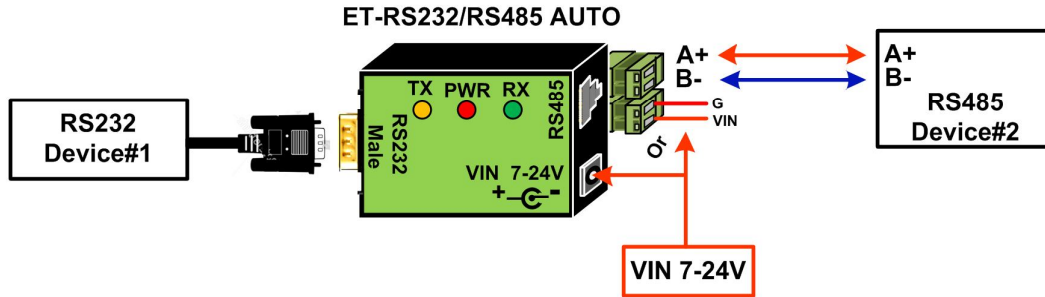 ET-RS232/RS485 AUTO
RS232
Device#1
TX PWR RX
RS232
Male
RS485
VIN 7-24V
+ -
A+
B-
G
VIN
Or
A+
B-
RS485
Device#2
VIN 7-24V